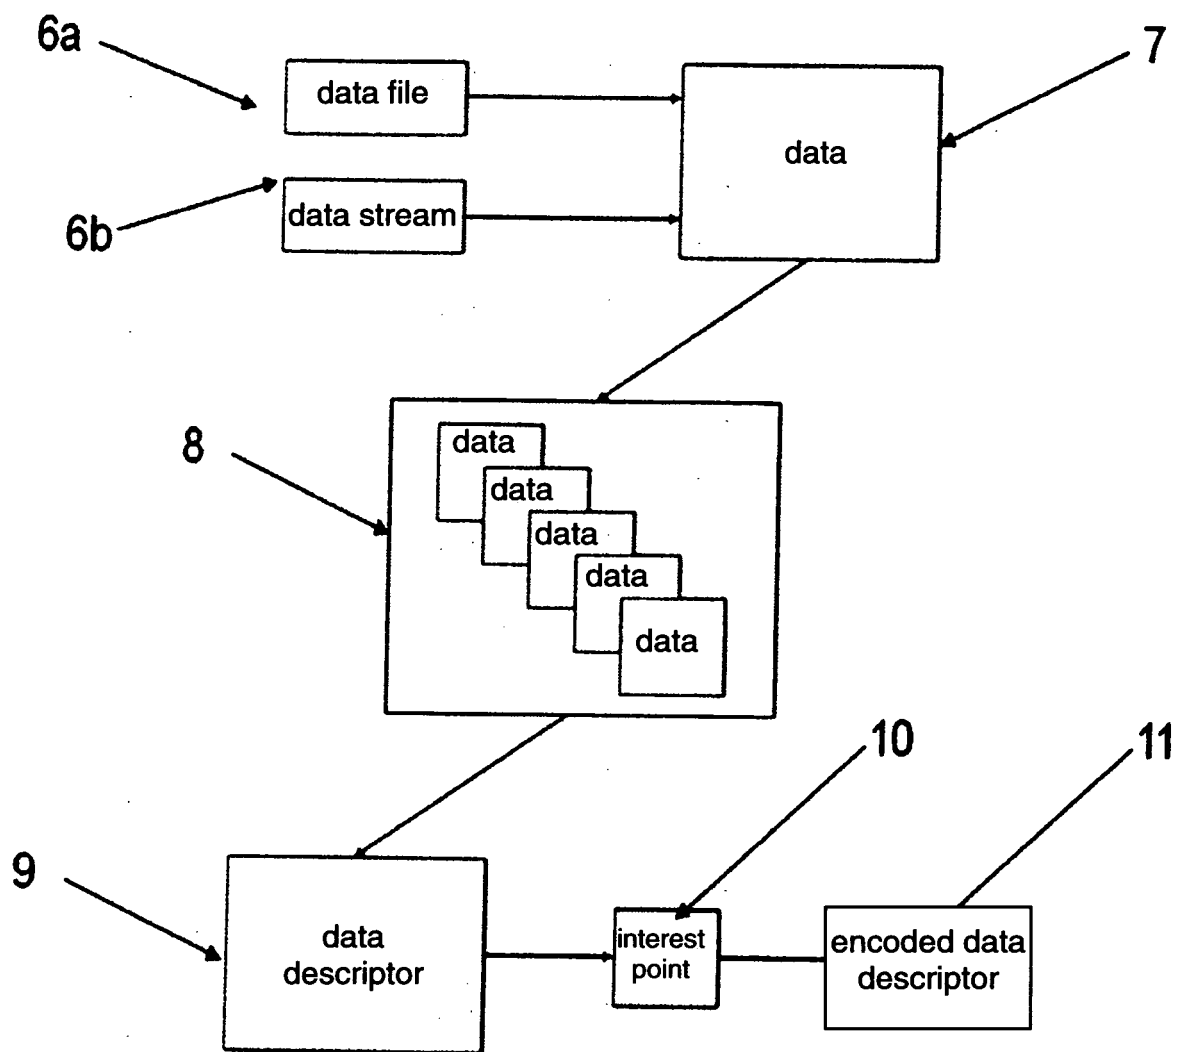 6a
data file
7
data
data stream
6b
8
data
data
data
data
data
10
11
9
data
descriptor
interest
point
encoded data
descriptor